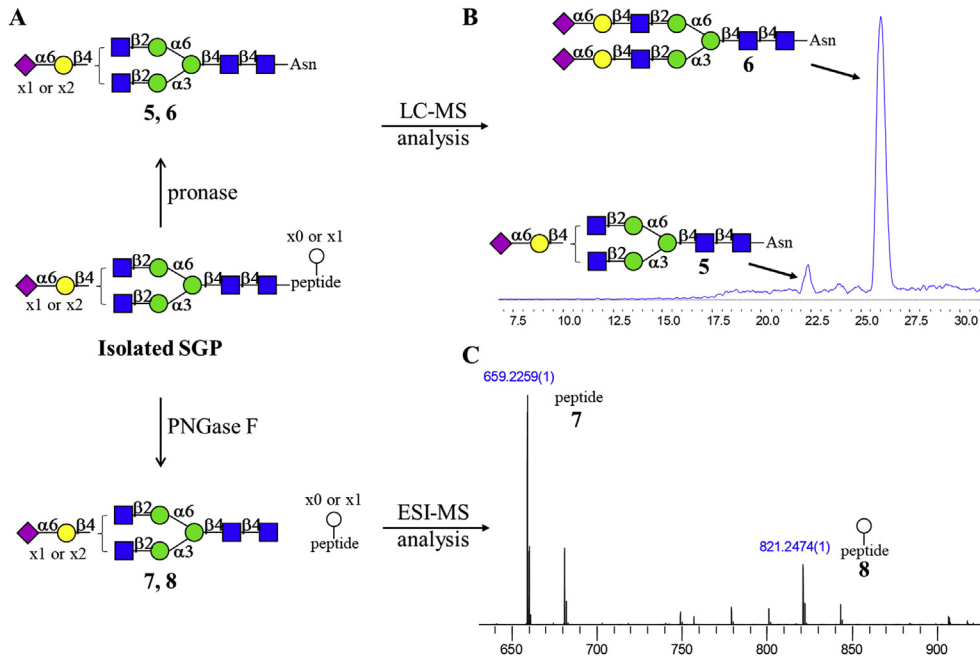 A
α6 β4
x1 or x2
β2 α6
β2 α3
β4 β4
Asn
5, 6
pronase
x0 or x1
peptide
α6 β4
x1 or x2
β2 α6
β2 α3
β4 β4
Isolated SGP
PNGase F
α6 β4
x1 or x2
β2 α6
β2 α3
β4 β4
7, 8
x0 or x1
peptide
LC-MS
analysis
ESI-MS
analysis
B
α6 β4 β2 α6
α6 β4 β2 α3
β4 β4
Asn
6
α6 β4
β2 α6
β2 α3
β4 β4
Asn
5
7.5 10.0 12.5 15.0 17.5 20.0 22.5 25.0 27.5 30.0
C
659.2259(1)
peptide
7
821.2474(1)
peptide
8
650 700 750 800 850 900